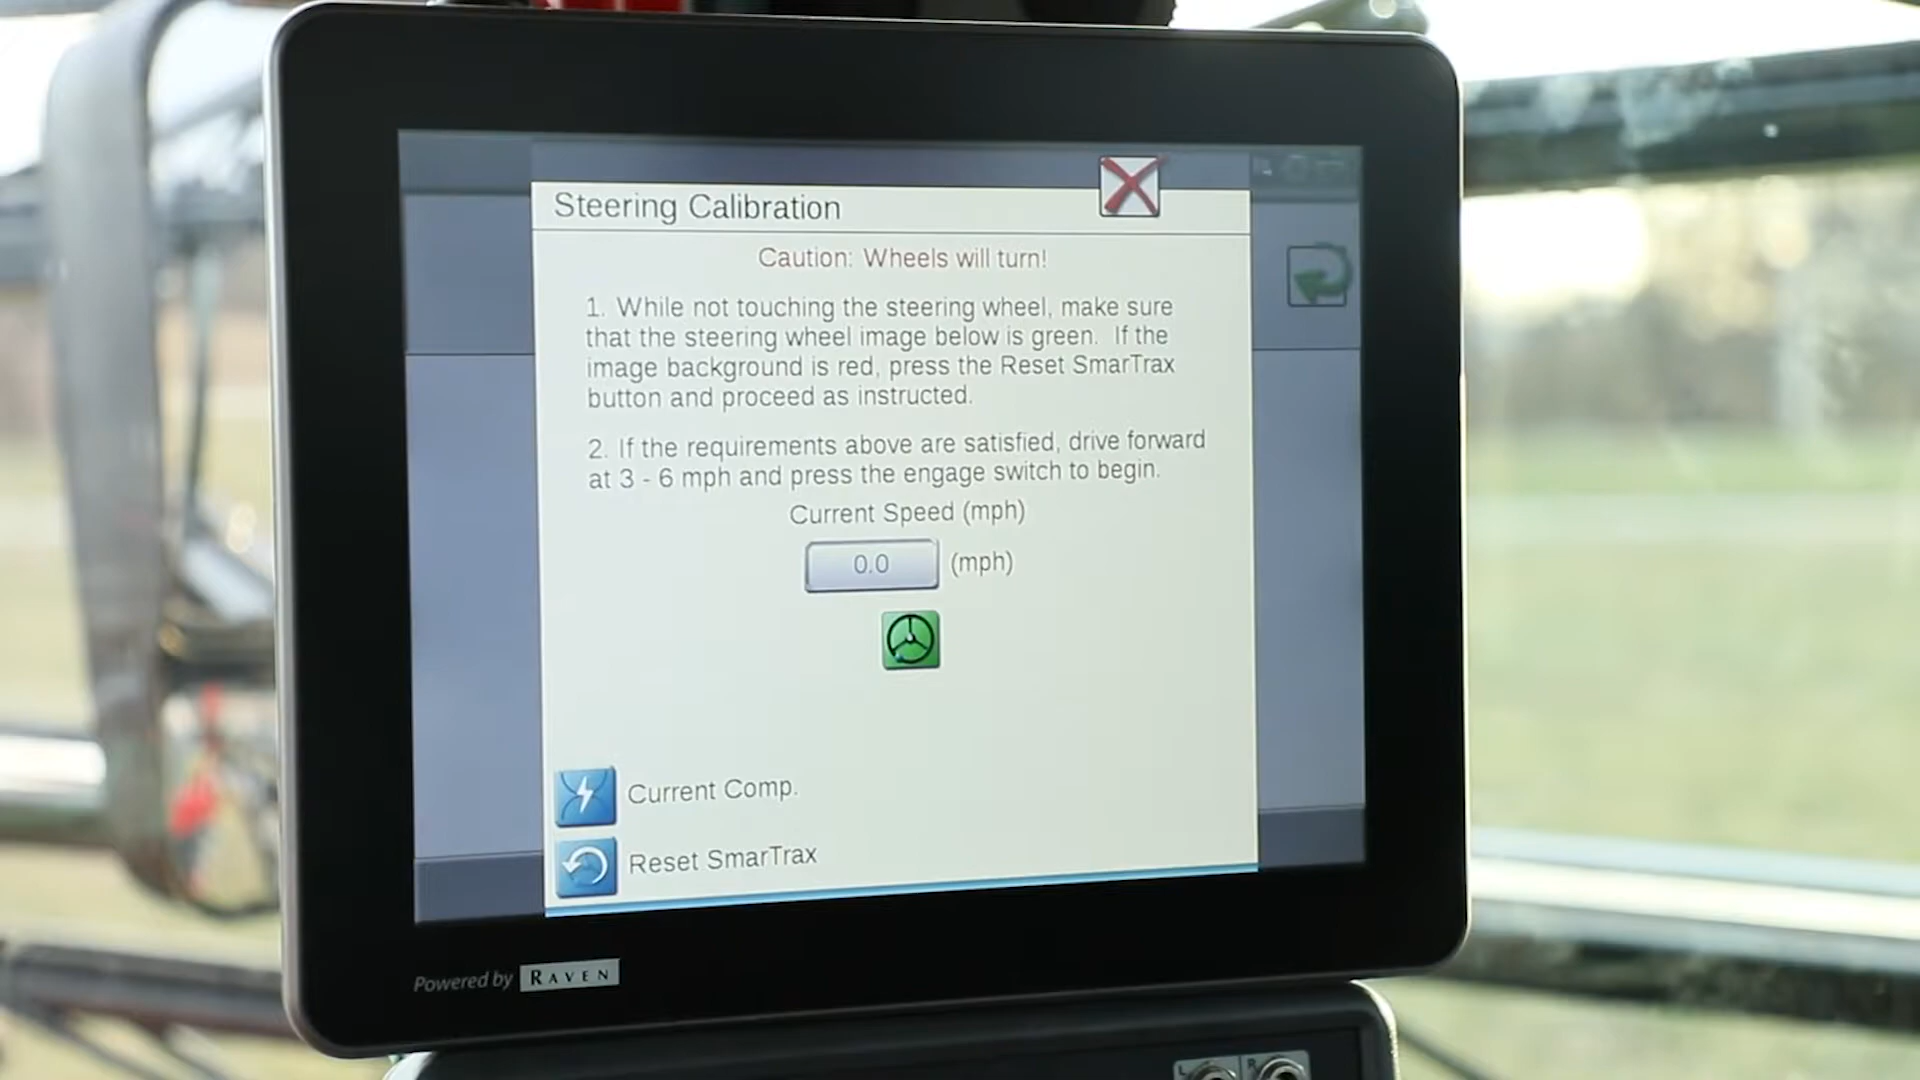 Steering Calibration
Caution: Wheels will turn!
1. While not touching the steering wheel, make sure
that the steering wheel image below is green. If the
image background is red, press the Reset SmarTrax
button and proceed as instructed.
2. If the requirements above are satisfied, drive forward
at 3 - 6 mph and press the engage switch to begin.
Current Speed (mph)
0.0 (mph)
Current Comp.
Reset SmarTrax
Powered by RAVEN
L R